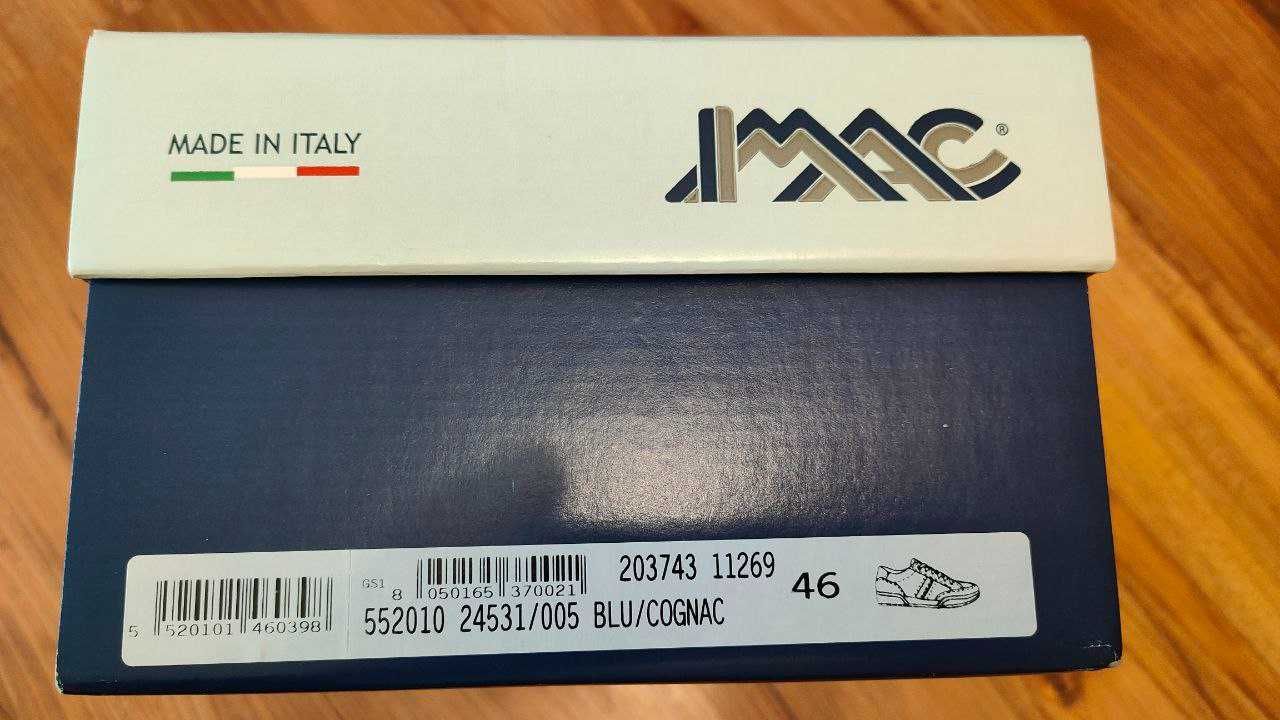 MADE IN ITALY
IMAC®
5 520101 460398
GS1
8 050165 370021
203743 11269
46
552010 24531/005 BLU/COGNAC